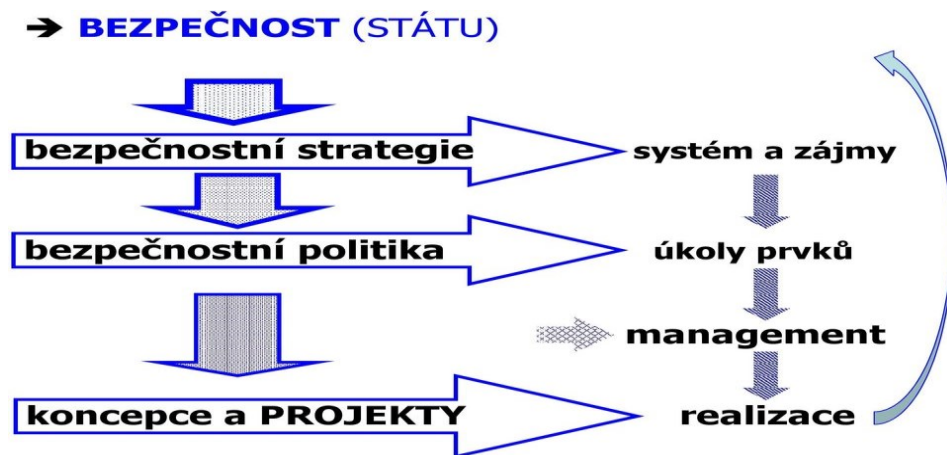 ➔ BEZPEČNOST (STÁTU)
bezpečnostní strategie
systém a zájmy
bezpečnostní politika
úkoly prvků
management
koncepce a PROJEKTY
realizace